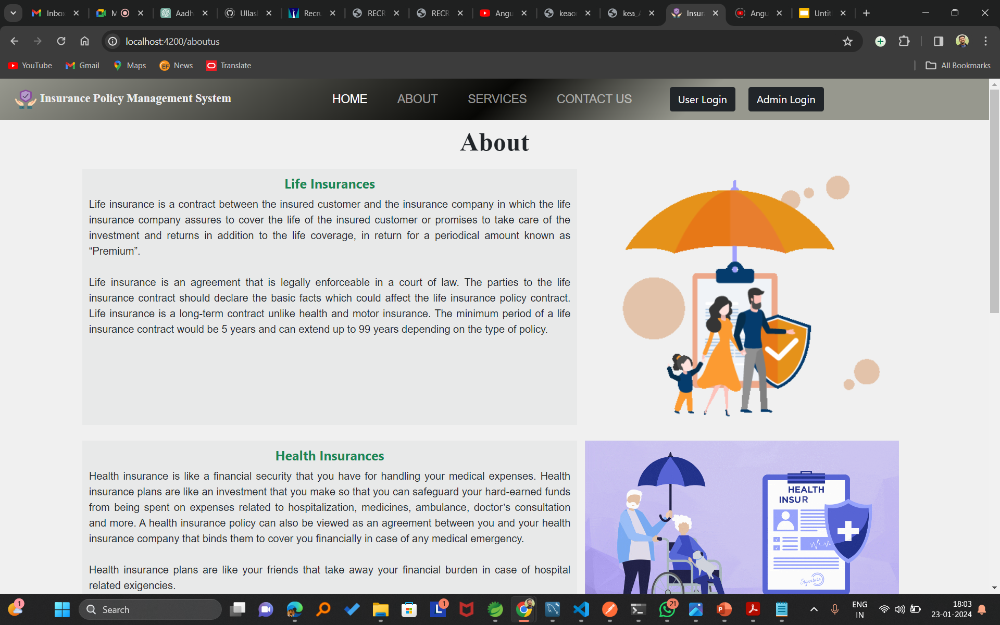 Inbox
M
Aadh
Ullas
Recru
RECR
RECR
Angu
keao
kea_
Insur
Angu
Untit
localhost:4200/aboutus
YouTube
Gmail
Maps
News
Translate
All Bookmarks
Insurance Policy Management System
HOME
ABOUT
SERVICES
CONTACT US
User Login
Admin Login
About
Life Insurances
Life insurance is a contract between the insured customer and the insurance company in which the life
insurance company assures to cover the life of the insured customer or promises to take care of the
investment and returns in addition to the life coverage, in return for a periodical amount known as
“Premium”.
Life insurance is an agreement that is legally enforceable in a court of law. The parties to the life
insurance contract should declare the basic facts which could affect the life insurance policy contract.
Life insurance is a long-term contract unlike health and motor insurance. The minimum period of a life
insurance contract would be 5 years and can extend up to 99 years depending on the type of policy.
Health Insurances
Health insurance is like a financial security that you have for handling your medical expenses. Health
insurance plans are like an investment that you make so that you can safeguard your hard-earned funds
from being spent on expenses related to hospitalization, medicines, ambulance, doctor’s consultation
and more. A health insurance policy can also be viewed as an agreement between you and your health
insurance company that binds them to cover you financially in case of any medical emergency.
Health insurance plans are like your friends that take away your financial burden in case of hospital
related exigencies.
HEALTH
INSUR
Signature
1
Search
L
1
21
P
ENG
IN
18:03
23-01-2024